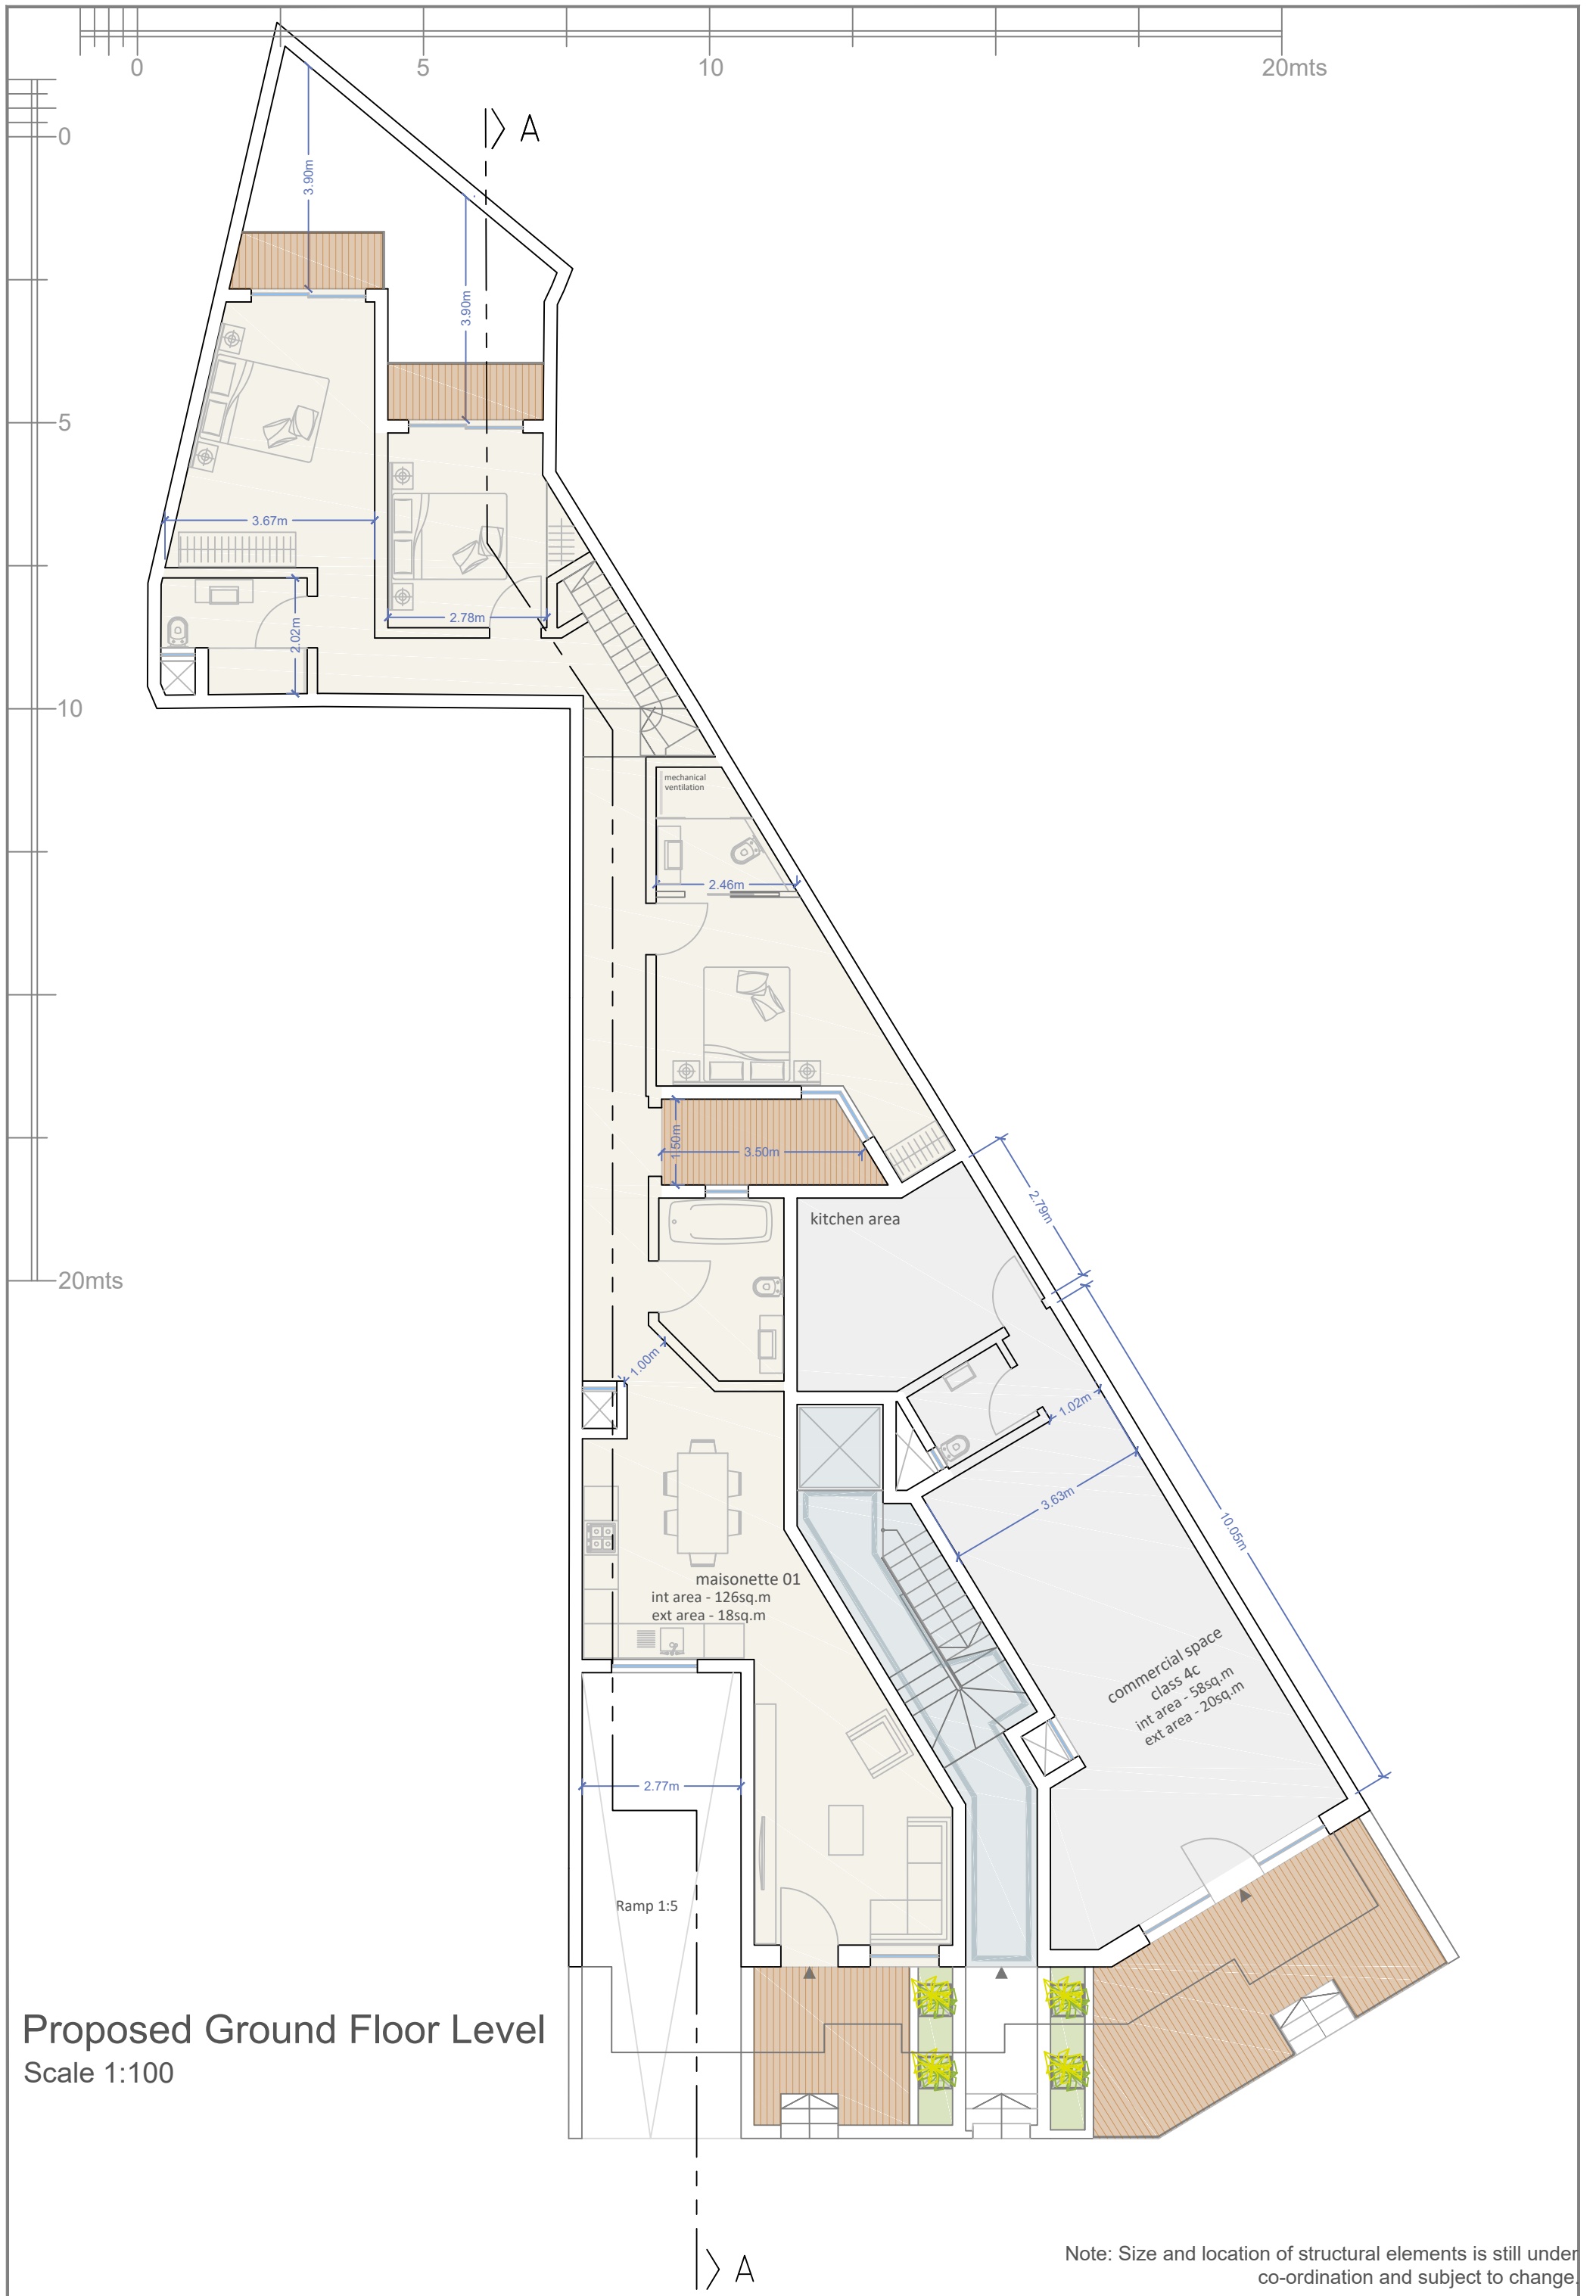 0
5
10
20mts
0
5
10
20mts
A
3.90m
3.90m
3.67m
2.78m
2.02m
mechanical
ventilation
2.46m
1.50m
3.50m
2.79m
kitchen area
1.00m
1.02m
3.63m
10.05m
maisonette 01
int area - 126sq.m
ext area - 18sq.m
commercial space
class 4c
int area - 58sq.m
ext area - 20sq.m
2.77m
Ramp 1:5
Proposed Ground Floor Level
Scale 1:100
A
Note: Size and location of structural elements is still under
co-ordination and subject to change.